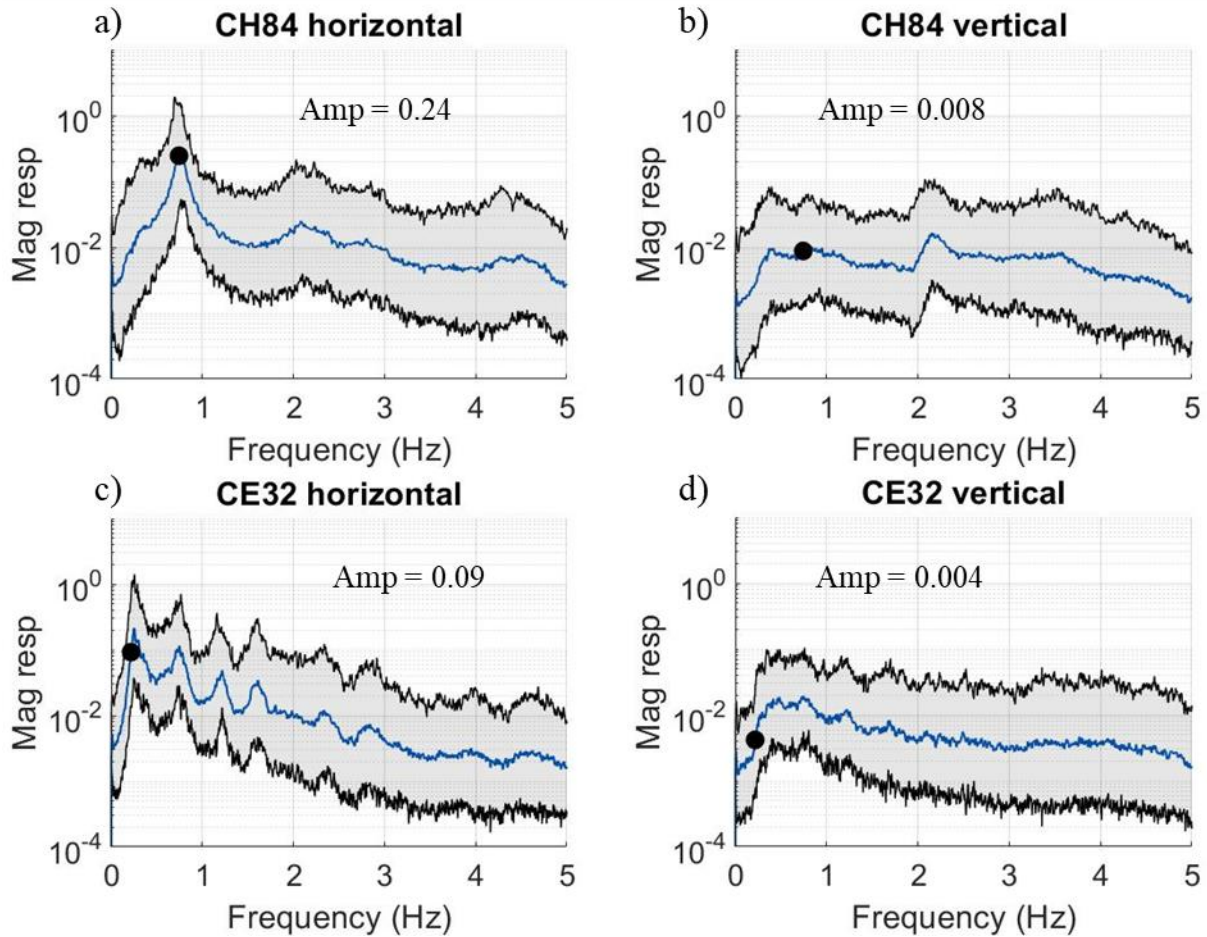 a) CH84 horizontal
Amp = 0.24
10^0
10^-2
10^-4
Mag resp
0 1 2 3 4 5
Frequency (Hz)
b) CH84 vertical
Amp = 0.008
10^0
10^-2
10^-4
Mag resp
0 1 2 3 4 5
Frequency (Hz)
c) CE32 horizontal
Amp = 0.09
10^0
10^-2
10^-4
Mag resp
0 1 2 3 4 5
Frequency (Hz)
d) CE32 vertical
Amp = 0.004
10^0
10^-2
10^-4
Mag resp
0 1 2 3 4 5
Frequency (Hz)